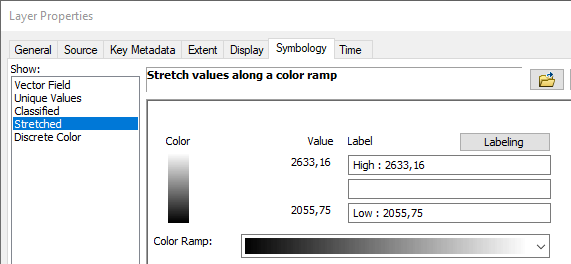 Layer Properties
General Source Key Metadata Extent Display Symbology Time
Show:
Vector Field
Unique Values
Classified
Stretched
Discrete Color
Stretch values along a color ramp
Color Value Label Labeling
2633,16 High : 2633,16
2055,75 Low : 2055,75
Color Ramp: